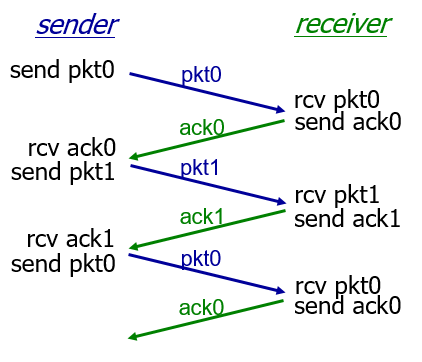 sender
receiver
send pkt0
pkt0
rcv pkt0
send ack0
ack0
rcv ack0
send pkt1
pkt1
rcv pkt1
send ack1
ack1
rcv ack1
send pkt0
pkt0
rcv pkt0
send ack0
ack0